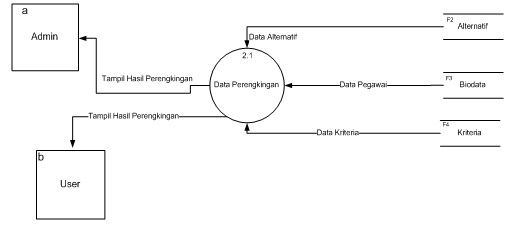 a
Admin
F2
Alternatif
Data Alternatif
2.1
Data Perengkingan
Tampil Hasil Perengkingan
Data Pegawai
F3
Biodata
Tampil Hasil Perengkingan
Data Kriteria
F4
Kriteria
b
User